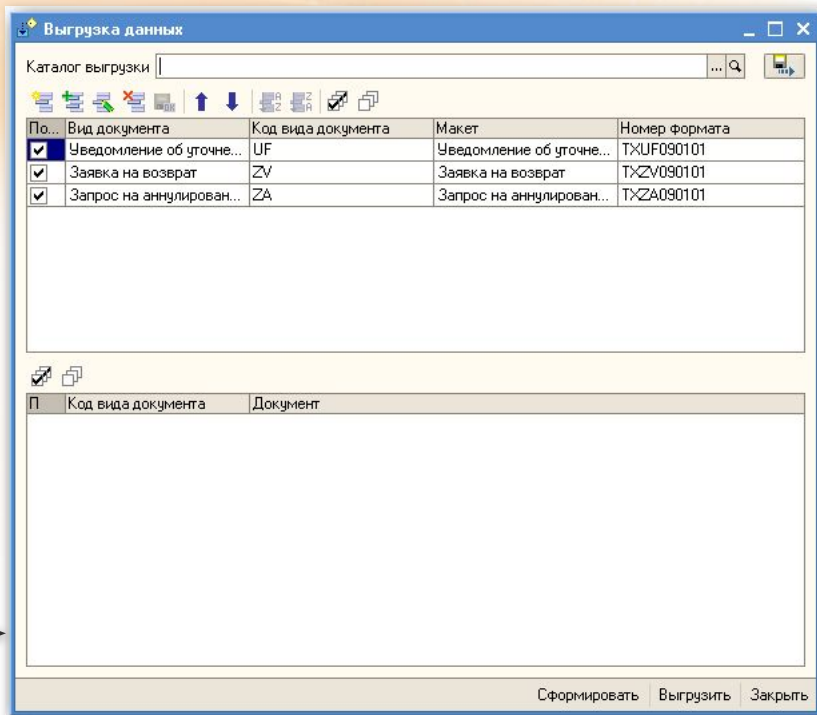 Выгрузка данных
Каталог выгрузки ...
По... Вид документа Код вида документа Макет Номер формата
Уведомление об уточне... UF Уведомление об уточне... TXUF090101
Заявка на возврат ZV Заявка на возврат TXZV090101
Запрос на аннулирован... ZA Запрос на аннулирован... TXZA090101
П Код вида документа Документ
Сформировать Выгрузить Закрыть